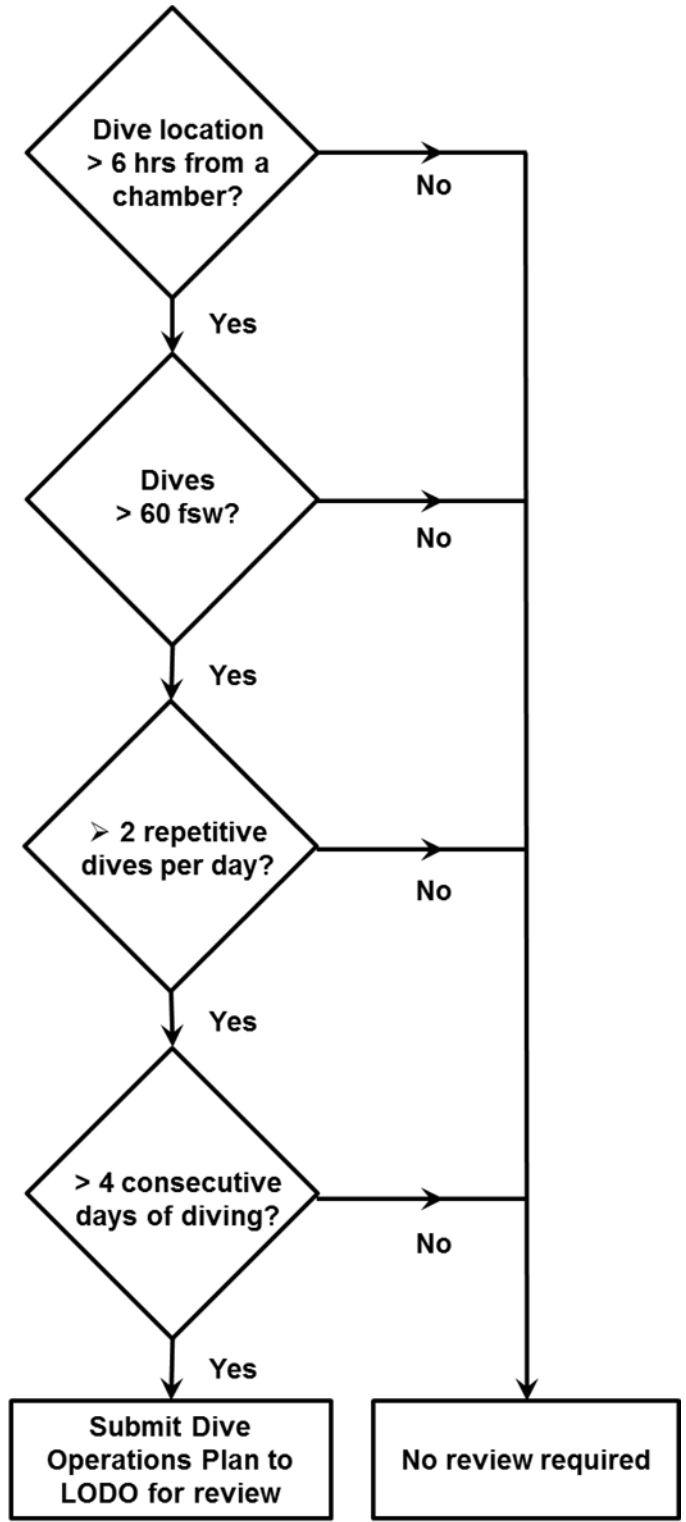 Dive location
> 6 hrs from a
chamber?
No
Yes
Dives
> 60 fsw?
No
Yes
➢ 2 repetitive
dives per day?
No
Yes
> 4 consecutive
days of diving?
No
Yes
Submit Dive
Operations Plan to
LODO for review
No review required